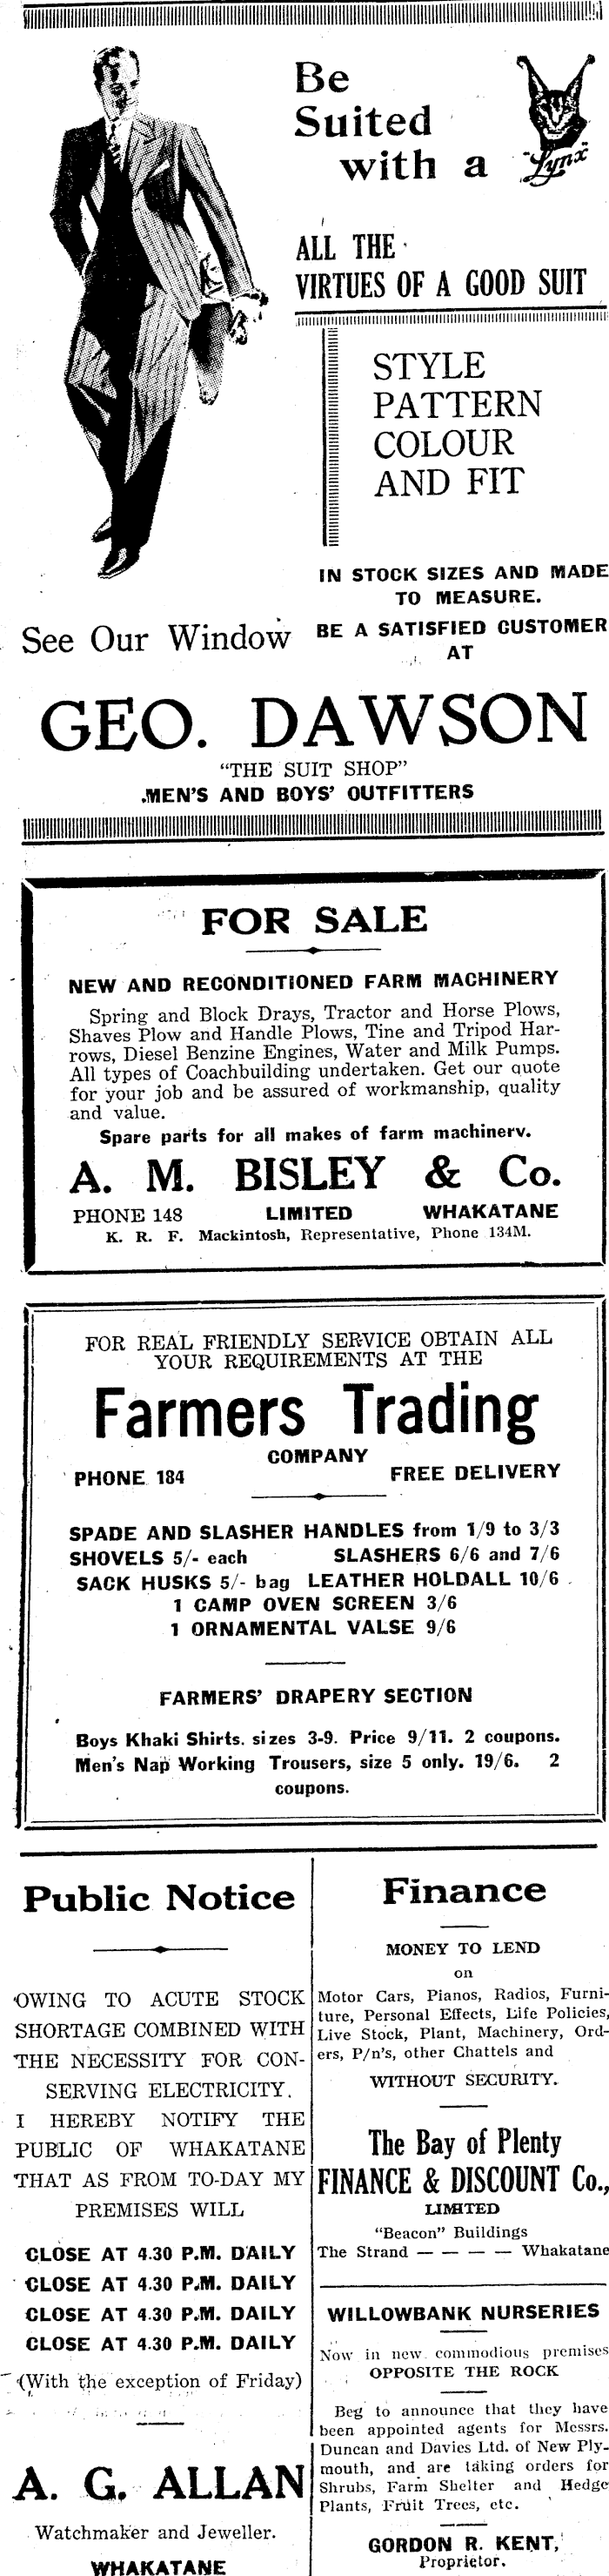 Be
Suited
with a
"Lynx"
ALL THE
VIRTUES OF A GOOD SUIT
STYLE
PATTERN
COLOUR
AND FIT
IN STOCK SIZES AND MADE
TO MEASURE.
See Our Window
BE A SATISFIED CUSTOMER
AT
GEO. DAWSON
"THE SUIT SHOP"
MEN'S AND BOYS' OUTFITTERS
FOR SALE
NEW AND RECONDITIONED FARM MACHINERY
Spring and Block Drays, Tractor and Horse Plows,
Shaves Plow and Handle Plows, Tine and Tripod Har-
rows, Diesel Benzine Engines, Water and Milk Pumps.
All types of Coachbuilding undertaken. Get our quote
for your job and be assured of workmanship, quality
and value.
Spare parts for all makes of farm machinery.
A. M. BISLEY & Co.
PHONE 148 LIMITED WHAKATANE
K. R. F. Mackintosh, Representative, Phone 134M.
FOR REAL FRIENDLY SERVICE OBTAIN ALL
YOUR REQUIREMENTS AT THE
Farmers Trading
COMPANY
PHONE 184 FREE DELIVERY
SPADE AND SLASHER HANDLES from 1/9 to 3/3
SHOVELS 5/- each SLASHERS 6/6 and 7/6
SACK HUSKS 5/- bag LEATHER HOLDALL 10/6
1 CAMP OVEN SCREEN 3/6
1 ORNAMENTAL VALSE 9/6
FARMERS' DRAPERY SECTION
Boys Khaki Shirts. sizes 3-9. Price 9/11. 2 coupons.
Men's Nap Working Trousers, size 5 only. 19/6. 2
coupons.
Public Notice
OWING TO ACUTE STOCK
SHORTAGE COMBINED WITH
THE NECESSITY FOR CON-
SERVING ELECTRICITY.
I HEREBY NOTIFY THE
PUBLIC OF WHAKATANE
THAT AS FROM TO-DAY MY
PREMISES WILL
CLOSE AT 4.30 P.M. DAILY
CLOSE AT 4.30 P.M. DAILY
CLOSE AT 4.30 P.M. DAILY
CLOSE AT 4.30 P.M. DAILY
(With the exception of Friday)
A. G. ALLAN
Watchmaker and Jeweller.
WHAKATANE
Finance
MONEY TO LEND
on
Motor Cars, Pianos, Radios, Furni-
ture, Personal Effects, Life Policies,
Live Stock, Plant, Machinery, Ord-
ers, P/n's, other Chattels and
WITHOUT SECURITY.
The Bay of Plenty
FINANCE & DISCOUNT Co.,
LIMITED
"Beacon" Buildings
The Strand — — — — Whakatane
WILLOWBANK NURSERIES
Now in new commodious premises
OPPOSITE THE ROCK
Beg to announce that they have
been appointed agents for Messrs.
Duncan and Davies Ltd. of New Ply-
mouth, and are taking orders for
Shrubs, Farm Shelter and Hedge
Plants, Fruit Trees, etc.
GORDON R. KENT,
Proprietor.